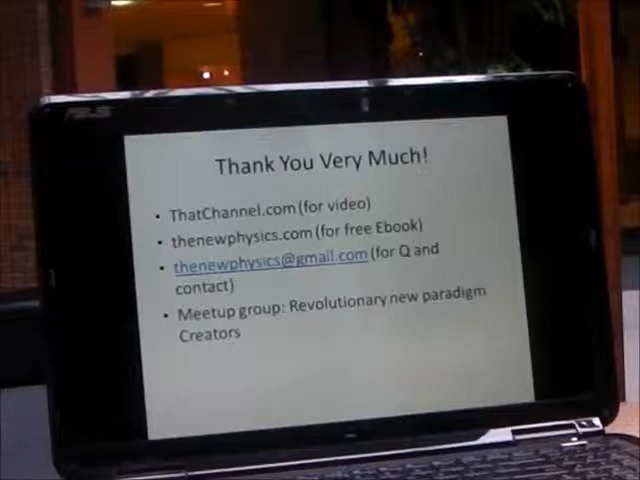 ASUS
Thank You Very Much!
• ThatChannel.com (for video)
• thenewphysics.com (for free Ebook)
• thenewphysics@gmail.com (for Q and
contact)
• Meetup group: Revolutionary new paradigm
Creators